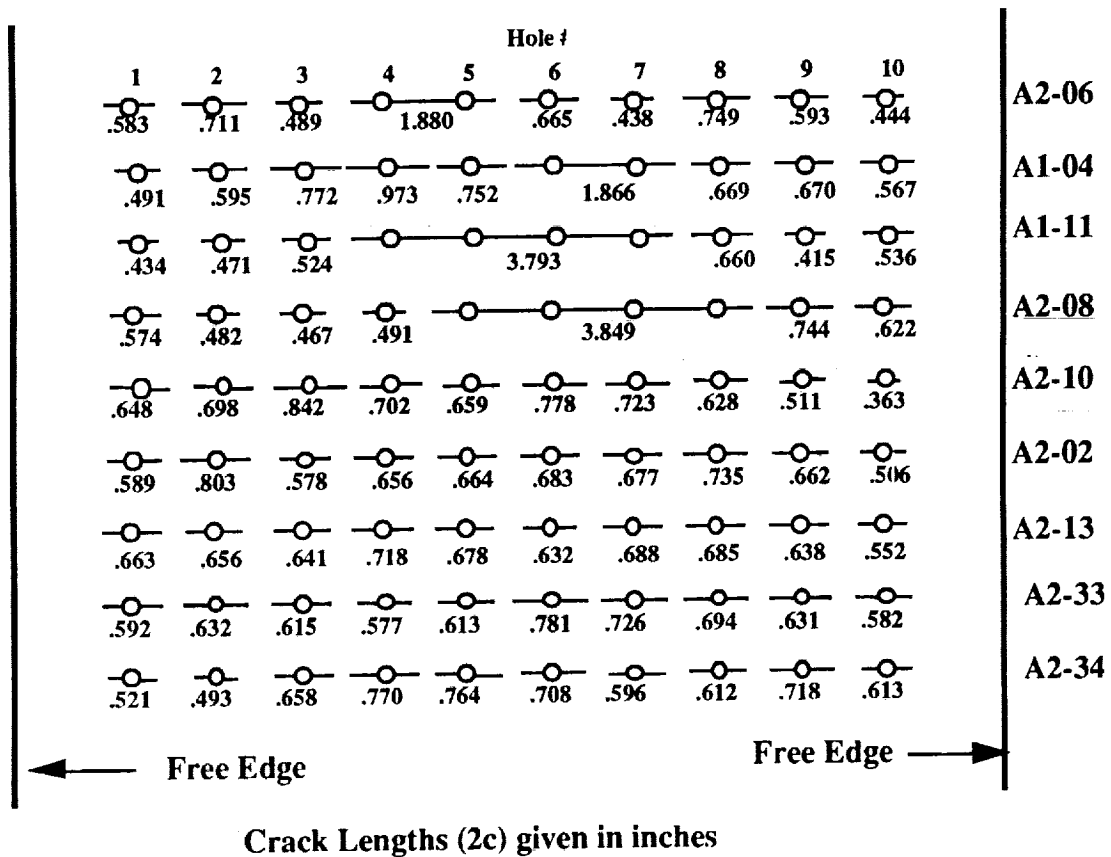 Hole #
1 2 3 4 5 6 7 8 9 10
A2-06
.583 .711 .489 1.880 .665 .438 .749 .593 .444
A1-04
.491 .595 .772 .973 .752 1.866 .669 .670 .567
A1-11
.434 .471 .524 3.793 .660 .415 .536
A2-08
.574 .482 .467 .491 3.849 .744 .622
A2-10
.648 .698 .842 .702 .659 .778 .723 .628 .511 .363
A2-02
.589 .803 .578 .656 .664 .683 .677 .735 .662 .506
A2-13
.663 .656 .641 .718 .678 .632 .688 .685 .638 .552
A2-33
.592 .632 .615 .577 .613 .781 .726 .694 .631 .582
A2-34
.521 .493 .658 .770 .764 .708 .596 .612 .718 .613
Free Edge Free Edge
Crack Lengths (2c) given in inches